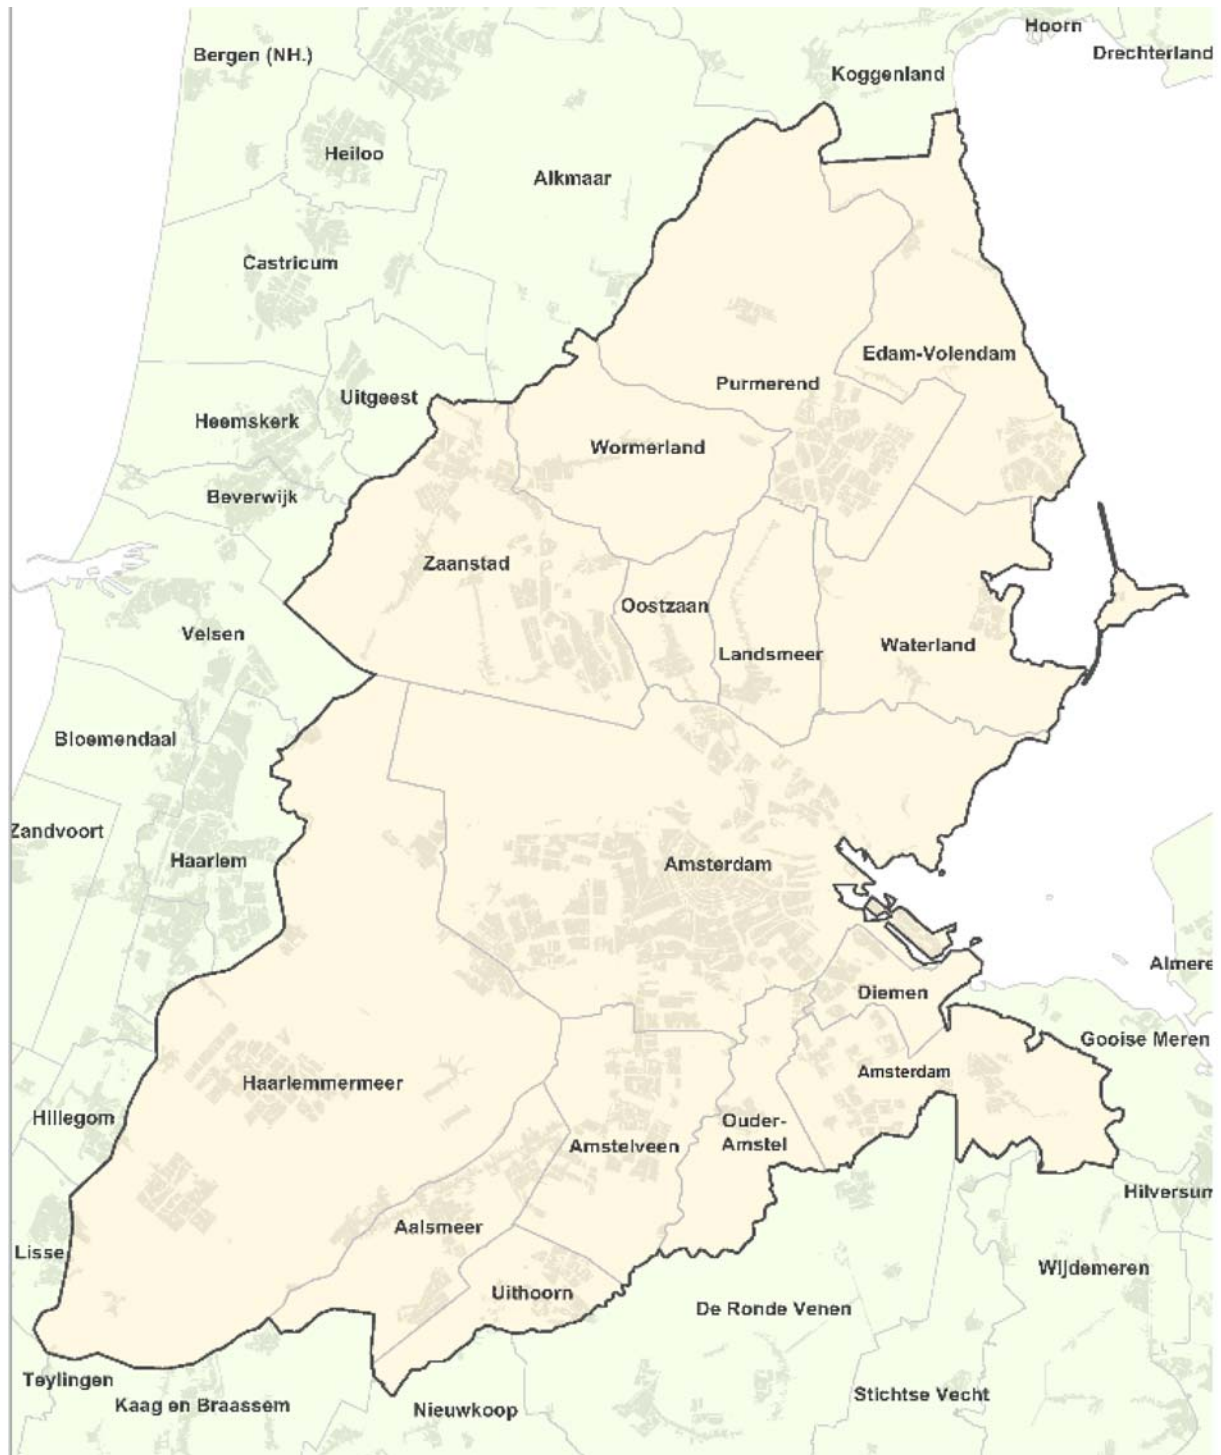 Hoorn
Bergen (NH.)
Drechterland
Koggenland
Heiloo
Alkmaar
Castricum
Edam-Volendam
Purmerend
Uitgeest
Heemskerk
Wormerland
Beverwijk
Zaanstad
Oostzaan
Velsen
Waterland
Landsmeer
Bloemendaal
Zandvoort
Haarlem
Amsterdam
Almere
Diemen
Gooise Meren
Amsterdam
Haarlemmermeer
Hillegom
Ouder-
Amstel
Amstelveen
Hilversum
Aalsmeer
Lisse
Wijdemeren
Uithoorn
De Ronde Venen
Teylingen
Stichtse Vecht
Kaag en Braassem
Nieuwkoop